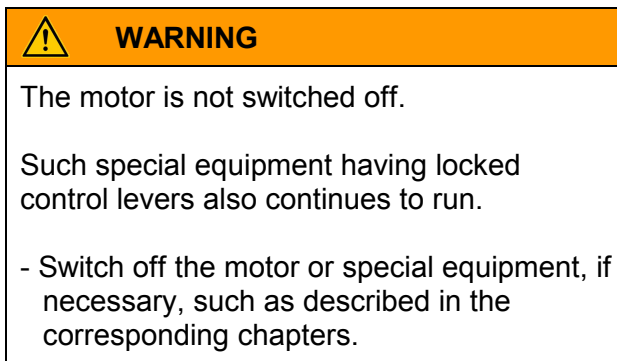 WARNING
The motor is not switched off.
Such special equipment having locked
control levers also continues to run.
- Switch off the motor or special equipment, if
necessary, such as described in the
corresponding chapters.